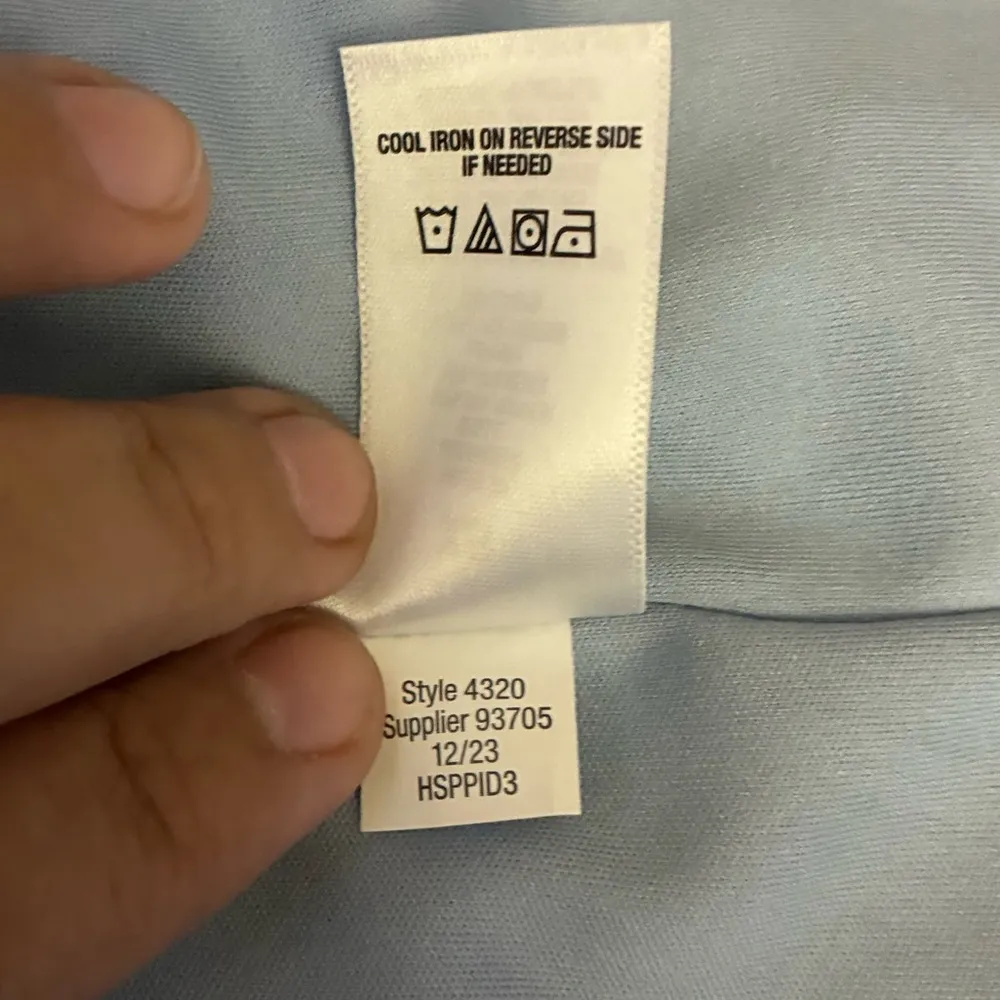 COOL IRON ON REVERSE SIDE
IF NEEDED
Style 4320
Supplier 93705
12/23
HSPPID3